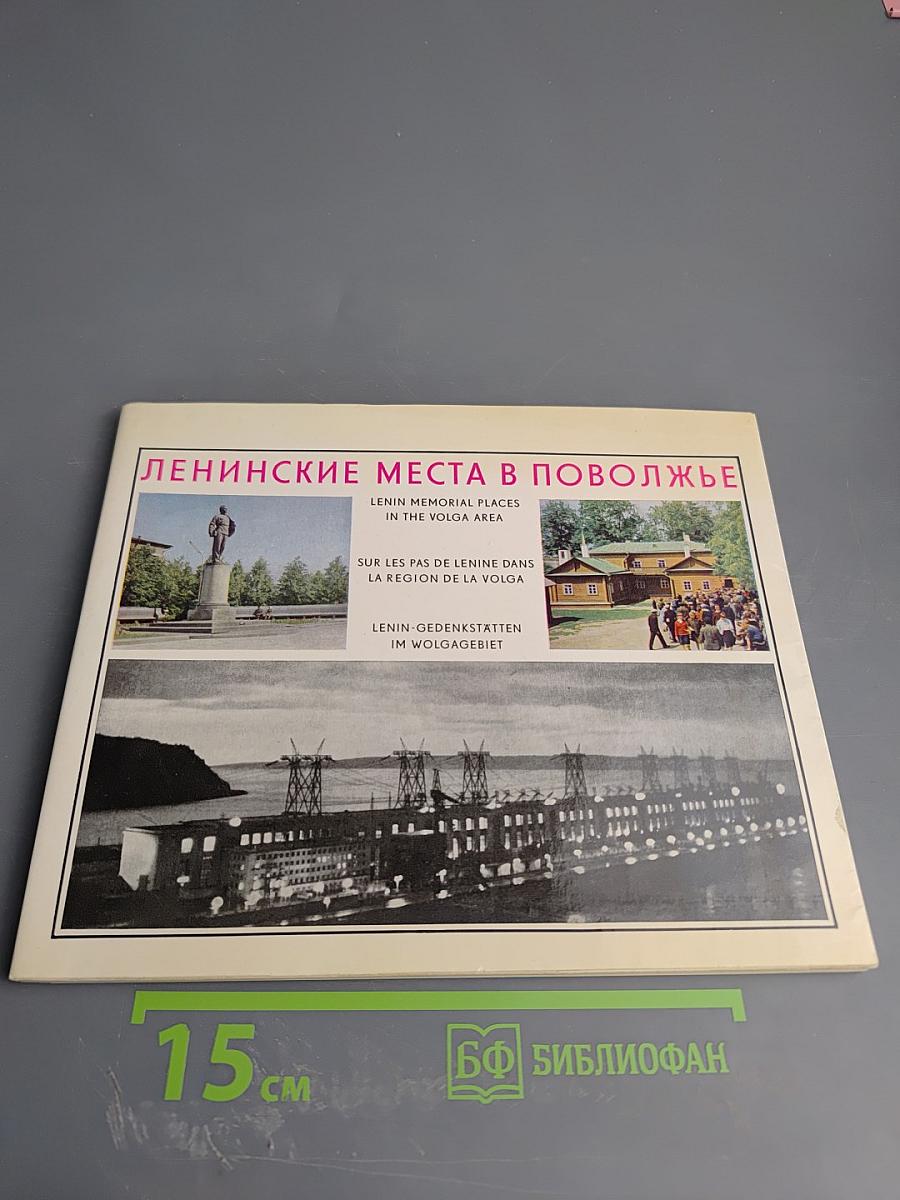 ЛЕНИНСКИЕ МЕСТА В ПОВОЛЖЬЕ
LENIN MEMORIAL PLACES
IN THE VOLGA AREA
SUR LES PAS DE LENINE DANS
LA REGION DE LA VOLGA
LENIN-GEDENKSTÄTTEN
IM WOLGAGEBIET
15 см
БФ БИБЛИОФАН